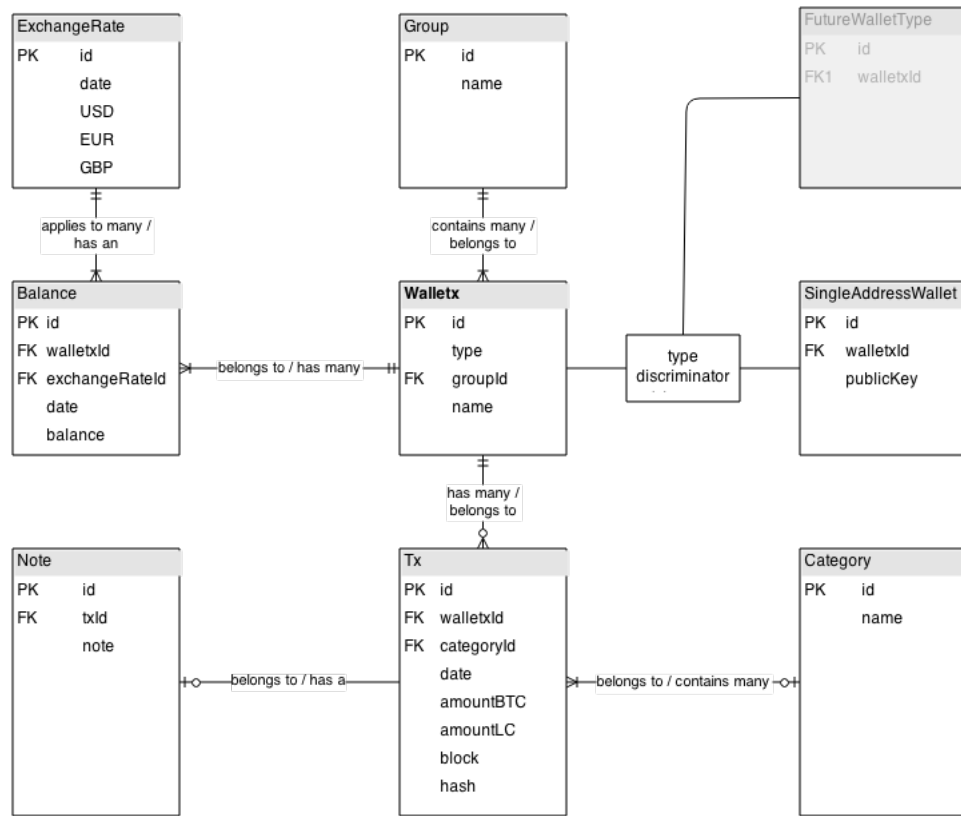 ExchangeRate
PK id
date
USD
EUR
GBP
applies to many /
has an
Group
PK id
name
contains many /
belongs to
FutureWalletType
PK id
FK1 walletxId
Balance
PK id
FK walletxId
FK exchangeRateId
date
balance
belongs to / has many
Walletx
PK id
type
FK groupId
name
type
discriminator
SingleAddressWallet
PK id
FK walletxId
publicKey
has many /
belongs to
Note
PK id
FK txId
note
belongs to / has a
Tx
PK id
FK walletxId
FK categoryId
date
amountBTC
amountLC
block
hash
belongs to / contains many
Category
PK id
name